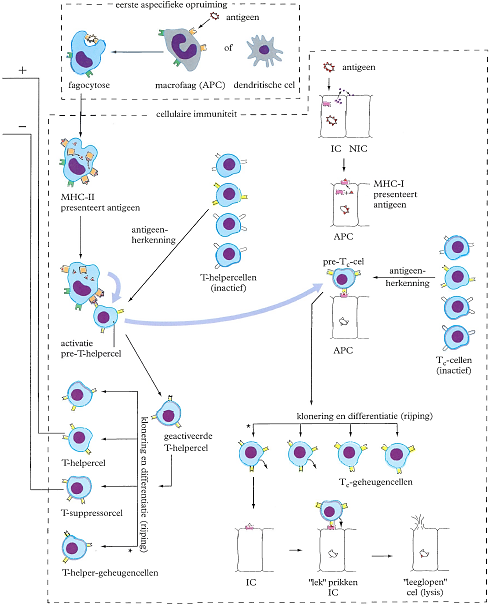 eerste aspecifieke opruiming
antigeen
of
fagocytose
macrofaag (APC)
dendritische cel
+
−
cellulaire immuniteit
antigeen
IC
NIC
MHC-II
presenteert antigeen
MHC-I
presenteert
antigeen
APC
antigeen-
herkenning
T-helpercellen
(inactief)
pre-Tc-cel
antigeen-
herkenning
activatie
pre-T-helpercel
APC
Tc-cellen
(inactief)
klonering en differentiatie (rijping)
*
geactiveerde
T-helpercel
T-helpercel
klonering en differentiatie (rijping)
Tc-geheugencellen
T-suppressorcel
*
T-helper-geheugencellen
IC
"lek" prikken
IC
"leeglopen"
cel (lysis)